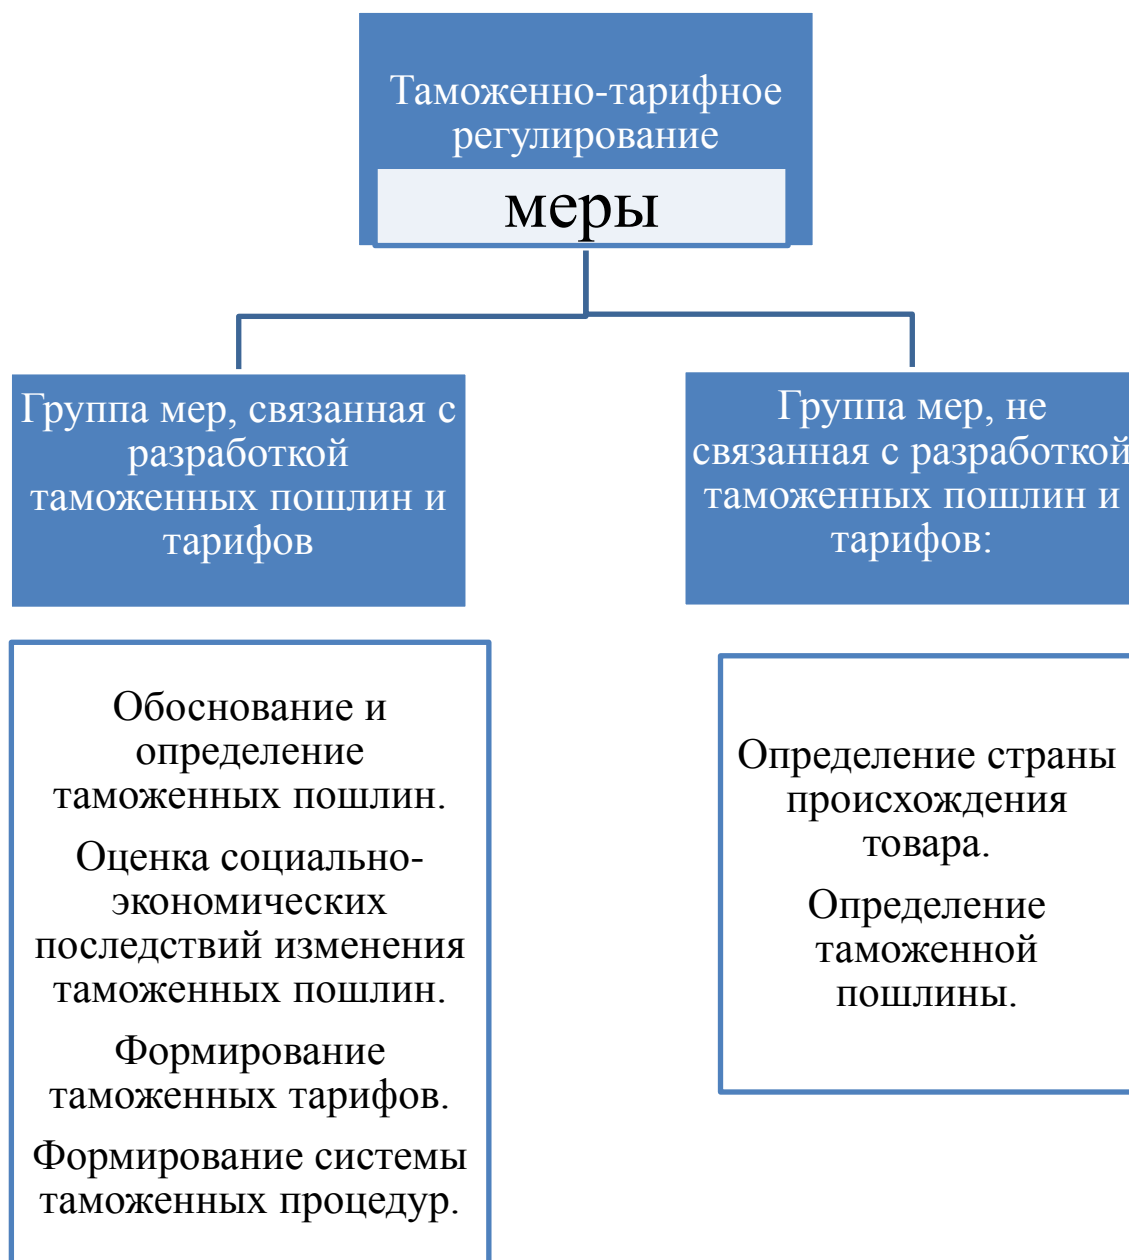 Таможенно-тарифное
регулирование
меры
Группа мер, связанная с
разработкой
таможенных пошлин и
тарифов
Группа мер, не
связанная с разработкой
таможенных пошлин и
тарифов:
Обоснование и
определение
таможенных пошлин.
Оценка социально-
экономических
последствий изменения
таможенных пошлин.
Формирование
таможенных тарифов.
Формирование системы
таможенных процедур.
Определение страны
происхождения
товара.
Определение
таможенной
пошлины.